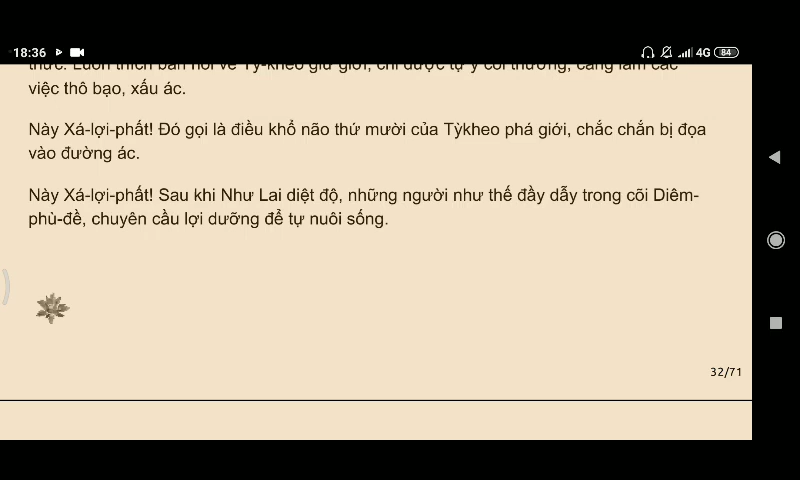 18:36
4G 84
việc thô bạo, xấu ác.
Này Xá-lợi-phất! Đó gọi là điều khổ não thứ mười của Tỳkheo phá giới, chắc chắn bị đọa
vào đường ác.
Này Xá-lợi-phất! Sau khi Như Lai diệt độ, những người như thế đầy dẫy trong cõi Diêm-
phù-đề, chuyên cầu lợi dưỡng để tự nuôi sống.
32/71